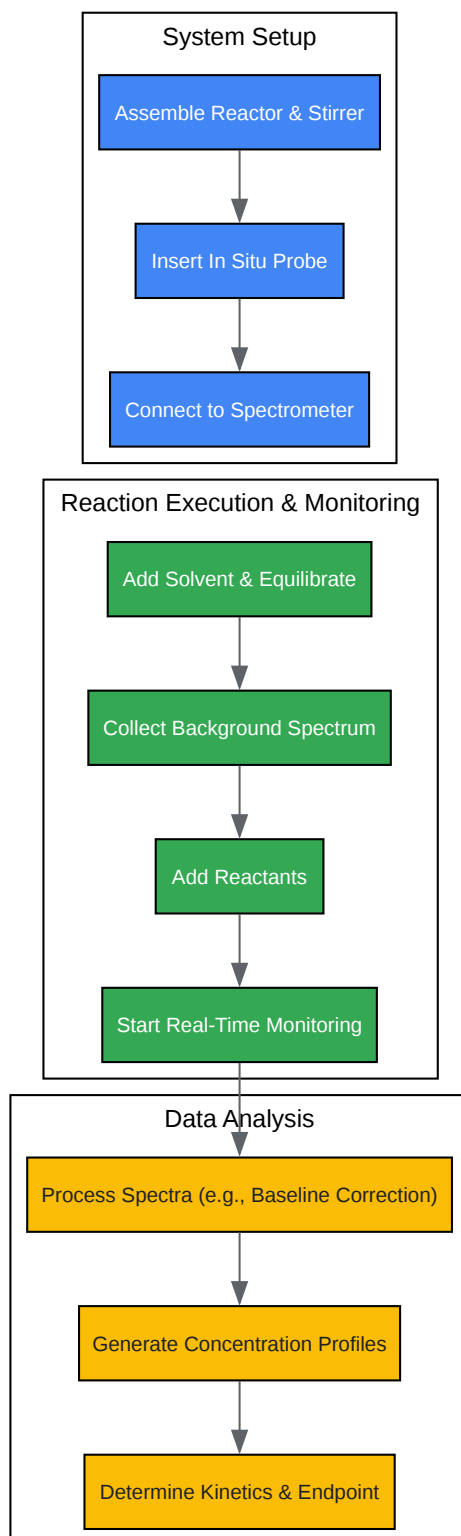 System Setup
Assemble Reactor & Stirrer
Insert In Situ Probe
Connect to Spectrometer
Reaction Execution & Monitoring
Add Solvent & Equilibrate
Collect Background Spectrum
Add Reactants
Start Real-Time Monitoring
Data Analysis
Process Spectra (e.g., Baseline Correction)
Generate Concentration Profiles
Determine Kinetics & Endpoint